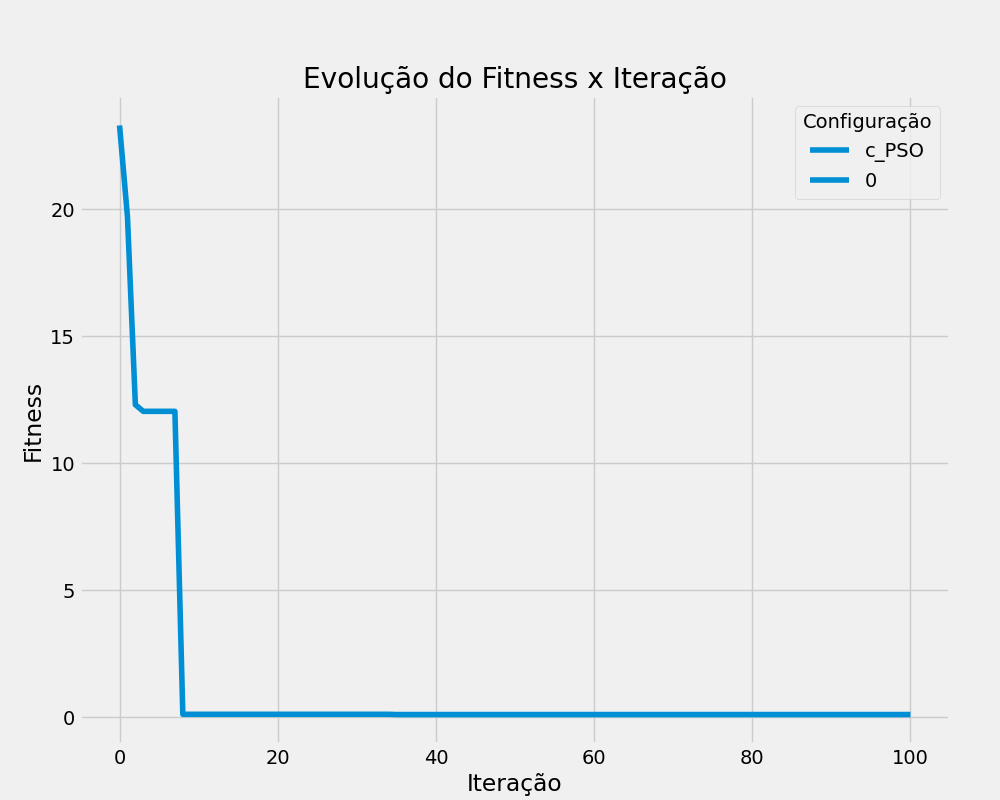 Evolução do Fitness x Iteração
Configuração
c_PSO
0
Fitness
20
15
10
5
0
0 20 40 60 80 100
Iteração